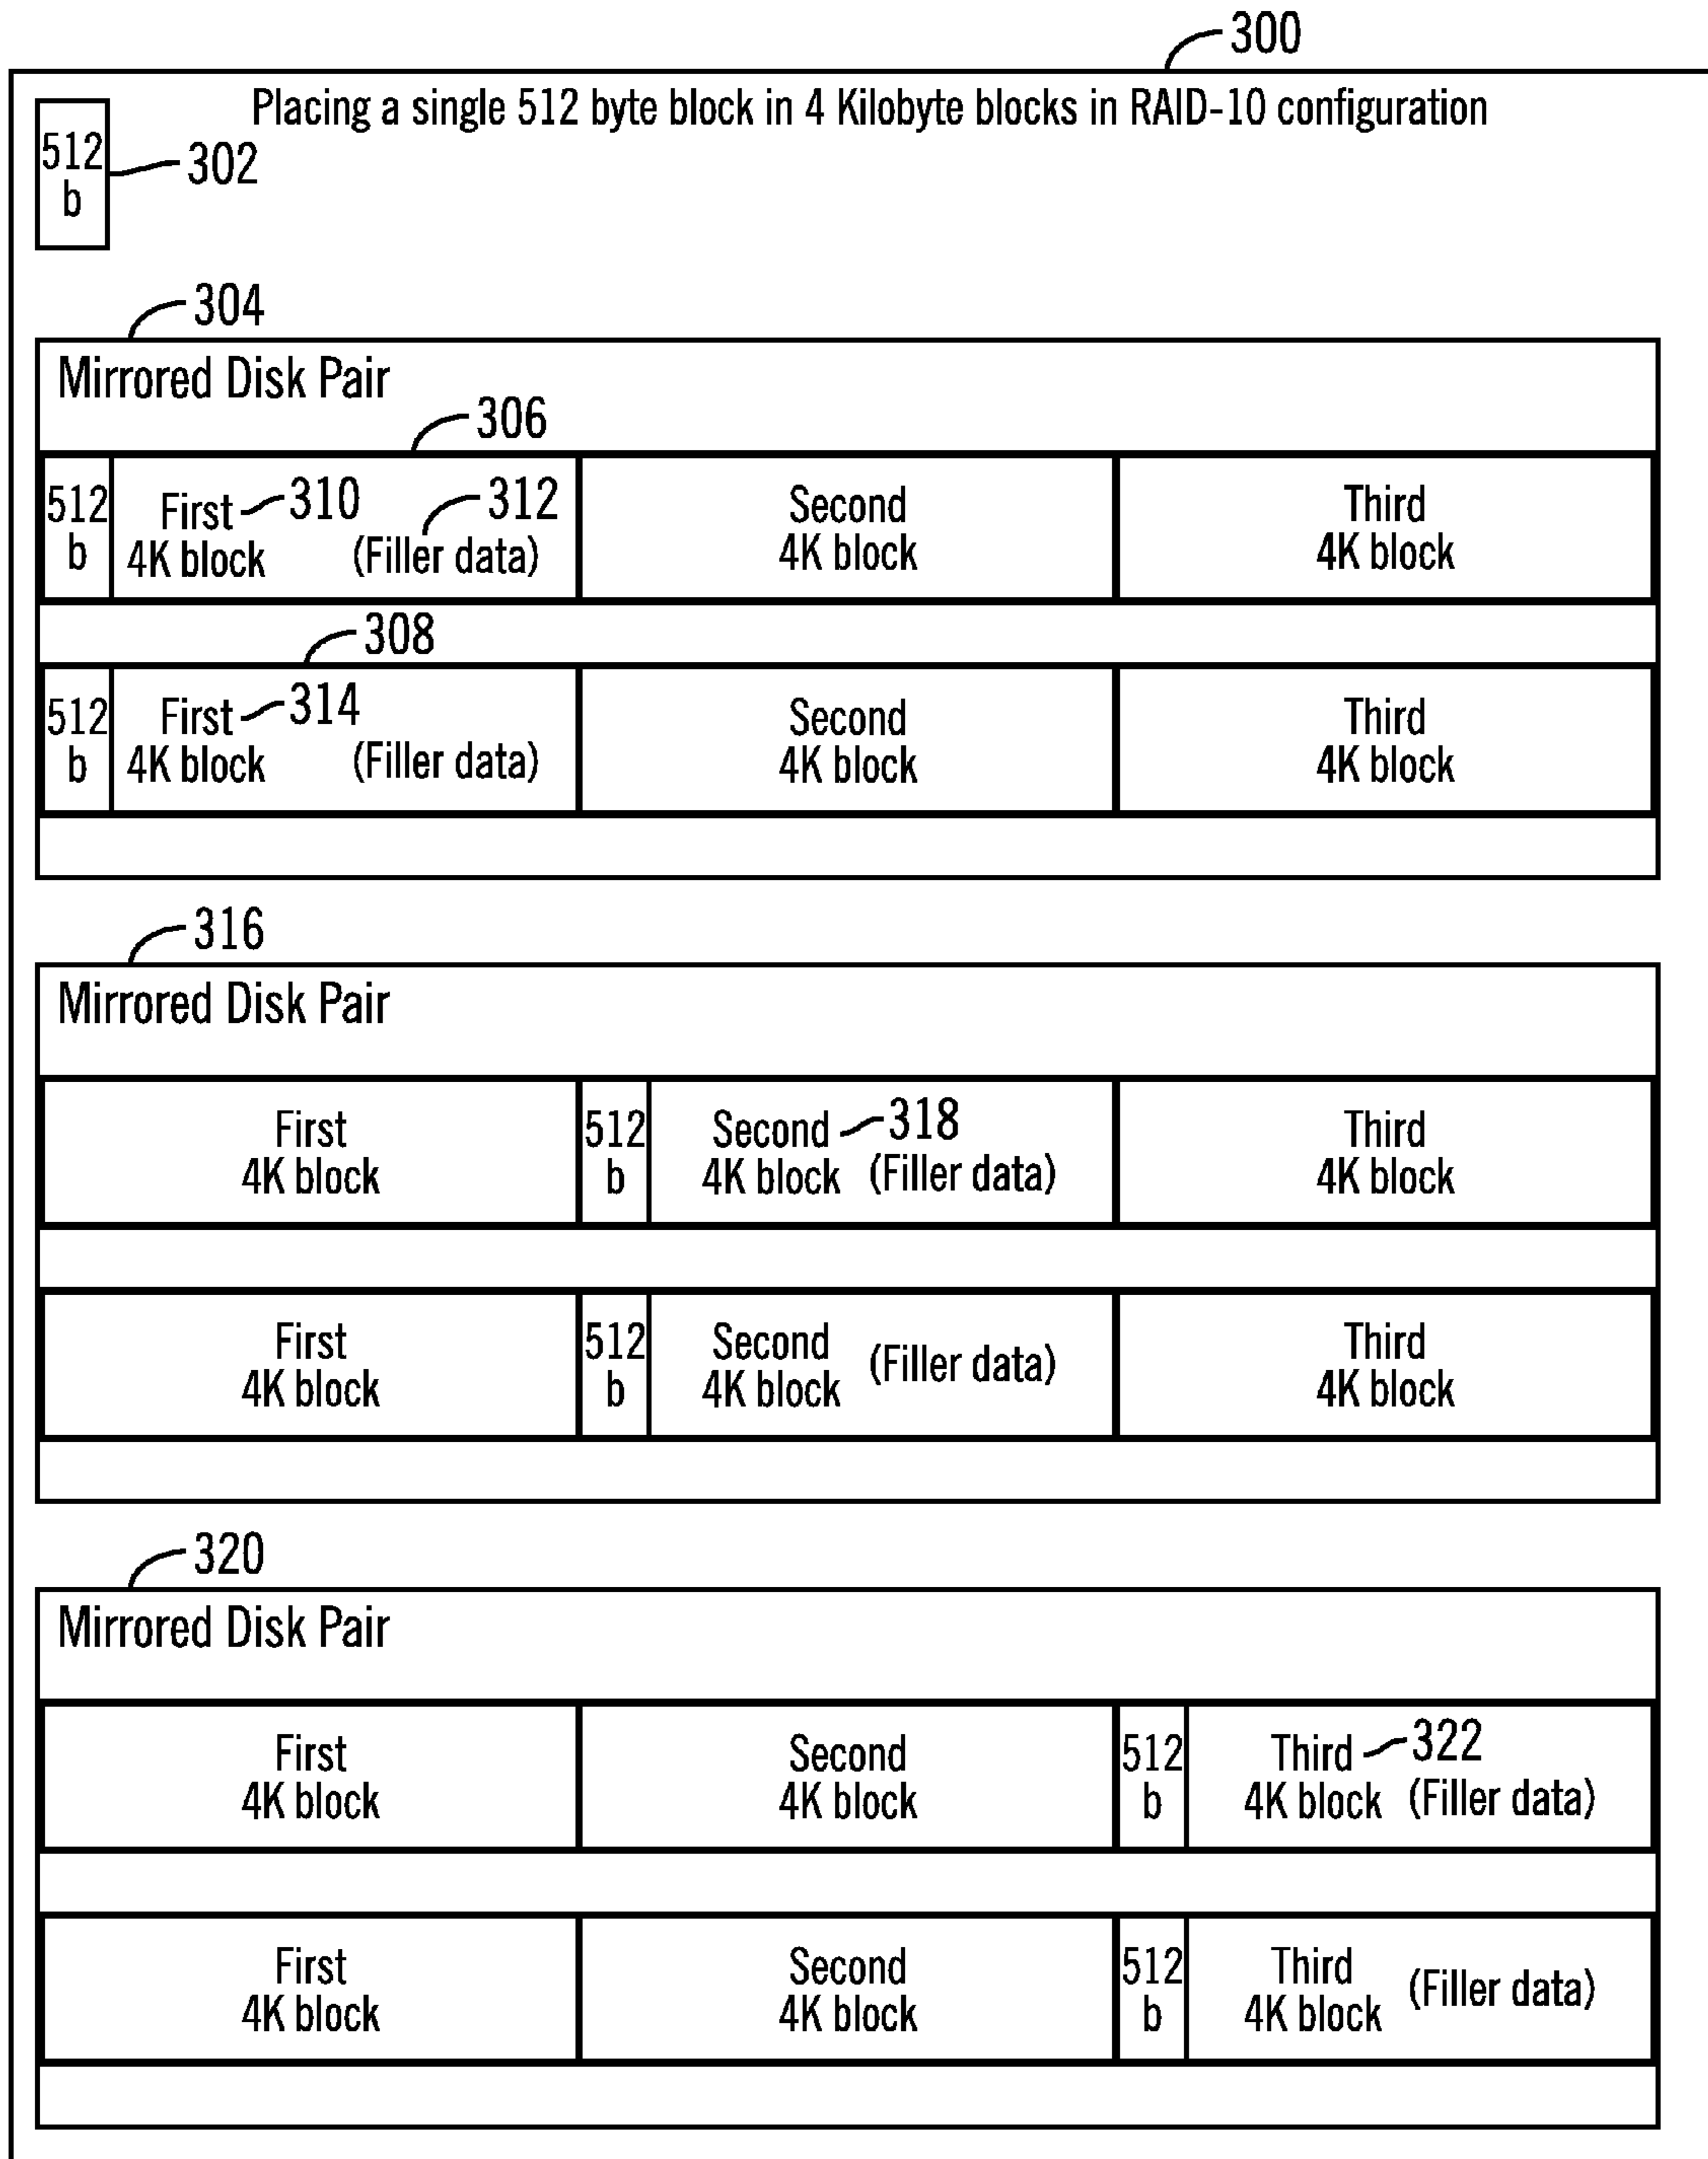 300
Placing a single 512 byte block in 4 Kilobyte blocks in RAID-10 configuration
512
b
302
304
Mirrored Disk Pair
306
512
b
First 310
4K block
312
(Filler data)
Second
4K block
Third
4K block
308
512
b
First 314
4K block
(Filler data)
Second
4K block
Third
4K block
316
Mirrored Disk Pair
First
4K block
512
b
Second 318
4K block (Filler data)
Third
4K block
First
4K block
512
b
Second
4K block
(Filler data)
Third
4K block
320
Mirrored Disk Pair
First
4K block
Second
4K block
512
b
Third 322
4K block (Filler data)
First
4K block
Second
4K block
512
b
Third
4K block
(Filler data)